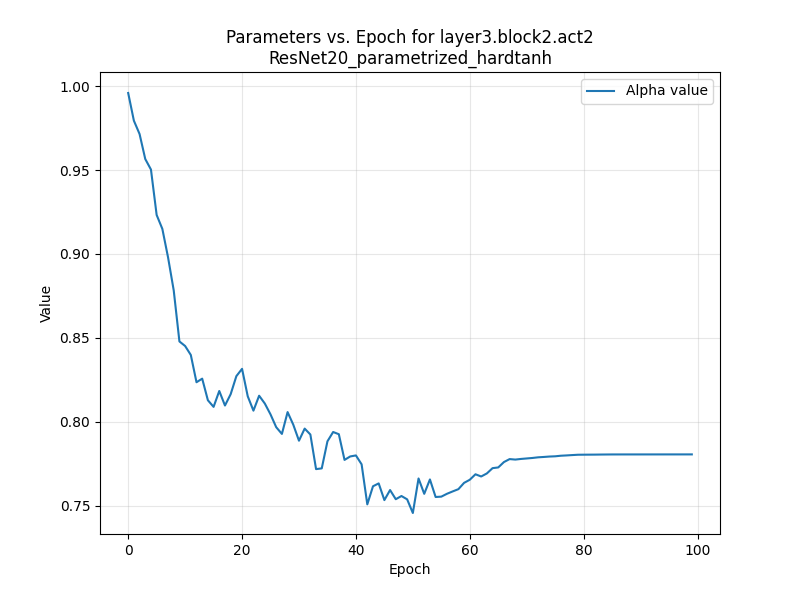 Parameters vs. Epoch for layer3.block2.act2
ResNet20_parametrized_hardtanh
Alpha value
1.00
0.95
0.90
0.85
0.80
0.75
Value
0
20
40
60
80
100
Epoch